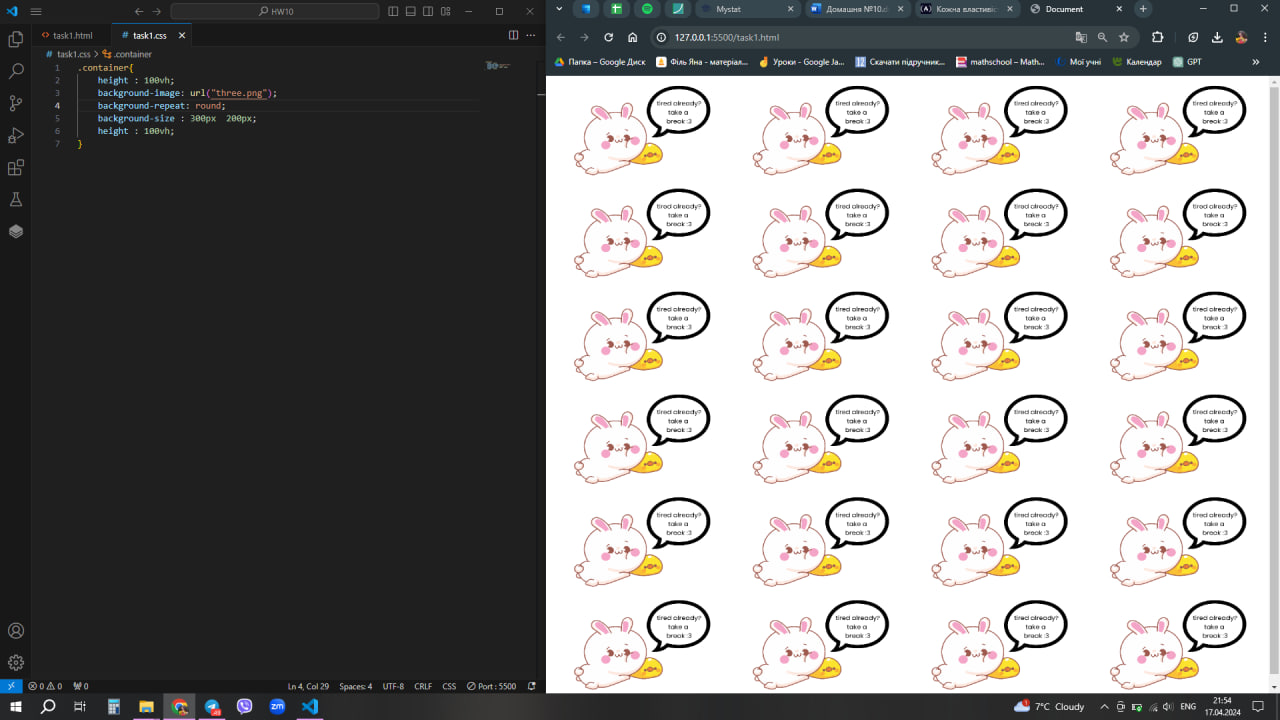 HW10
Mystat
Домашня №10.d
Кожна властивіс
Document
task1.html
task1.css
127.0.0.1:5500/task1.html
task1.css > .container
Папка – Google Диск
Філь Яна - матеріал...
Уроки - Google Ja...
Скачати підручник...
mathschool – Math...
Мої учні
Календар
GPT
1 .container{
2 height : 100vh;
3 background-image: url("three.png");
4 background-repeat: round;
5 background-size : 300px 200px;
6 height : 100vh;
7 }
tired already?
take a
break :3
tired already?
take a
break :3
tired already?
take a
break :3
tired already?
take a
break :3
tired already?
take a
break :3
tired already?
take a
break :3
tired already?
take a
break :3
tired already?
take a
break :3
tired already?
take a
break :3
tired already?
take a
break :3
tired already?
take a
break :3
tired already?
take a
break :3
tired already?
take a
break :3
tired already?
take a
break :3
tired already?
take a
break :3
tired already?
take a
break :3
tired already?
take a
break :3
tired already?
take a
break :3
tired already?
take a
break :3
tired already?
take a
break :3
tired already?
take a
break :3
tired already?
take a
break :3
tired already?
take a
break :3
tired already?
take a
break :3
0 0 0
Ln 4, Col 29 Spaces: 4 UTF-8 CRLF CSS Port : 5500
7°C Cloudy
ENG
21:54
17.04.2024